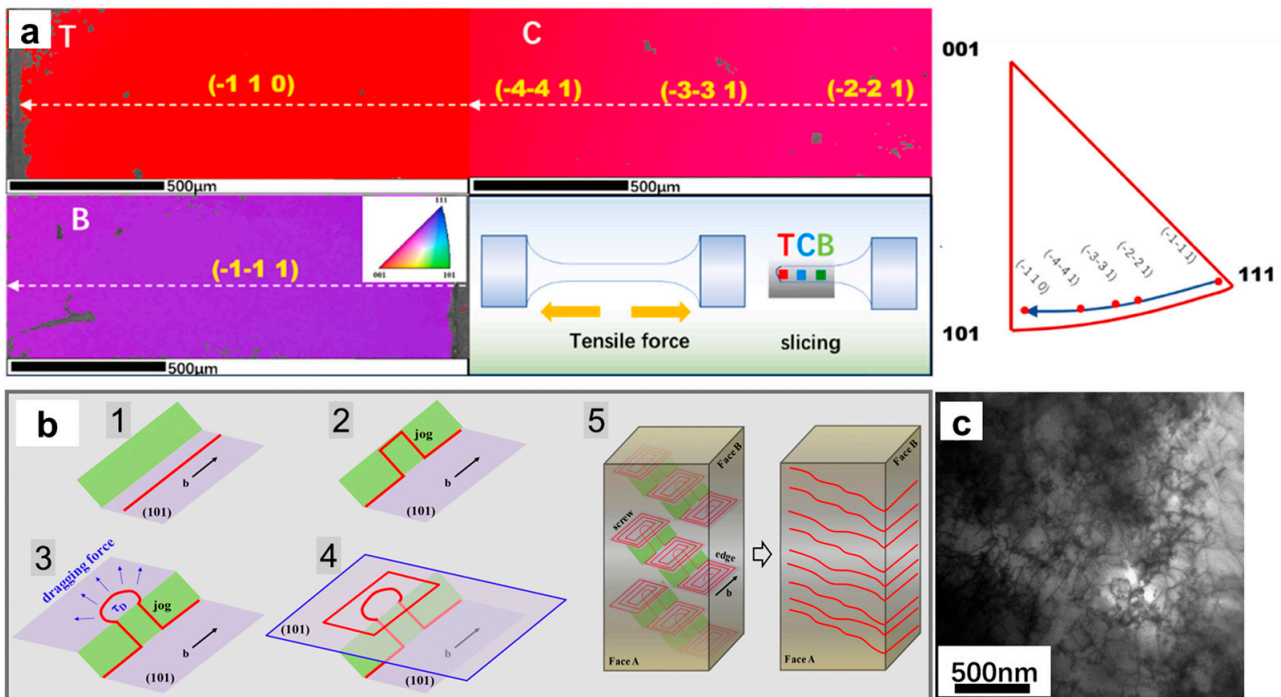 a
T
(-1 1 0)
500μm
C
(-4-4 1)
(-3-3 1)
(-2-2 1)
500μm
B
(-1-1 1)
111
001
101
500μm
TCB
Tensile force
slicing
001
(-1-1 1)
(-2-2 1)
(-3-3 1)
(-4-4 1)
(-1 1 0)
111
101
b
1
b
(101)
2
jog
b
(101)
3
dragging force
τD
jog
b
(101)
4
(101)
b
(101)
5
Face B
screw
edge
b
Face A
Face B
Face A
c
500nm